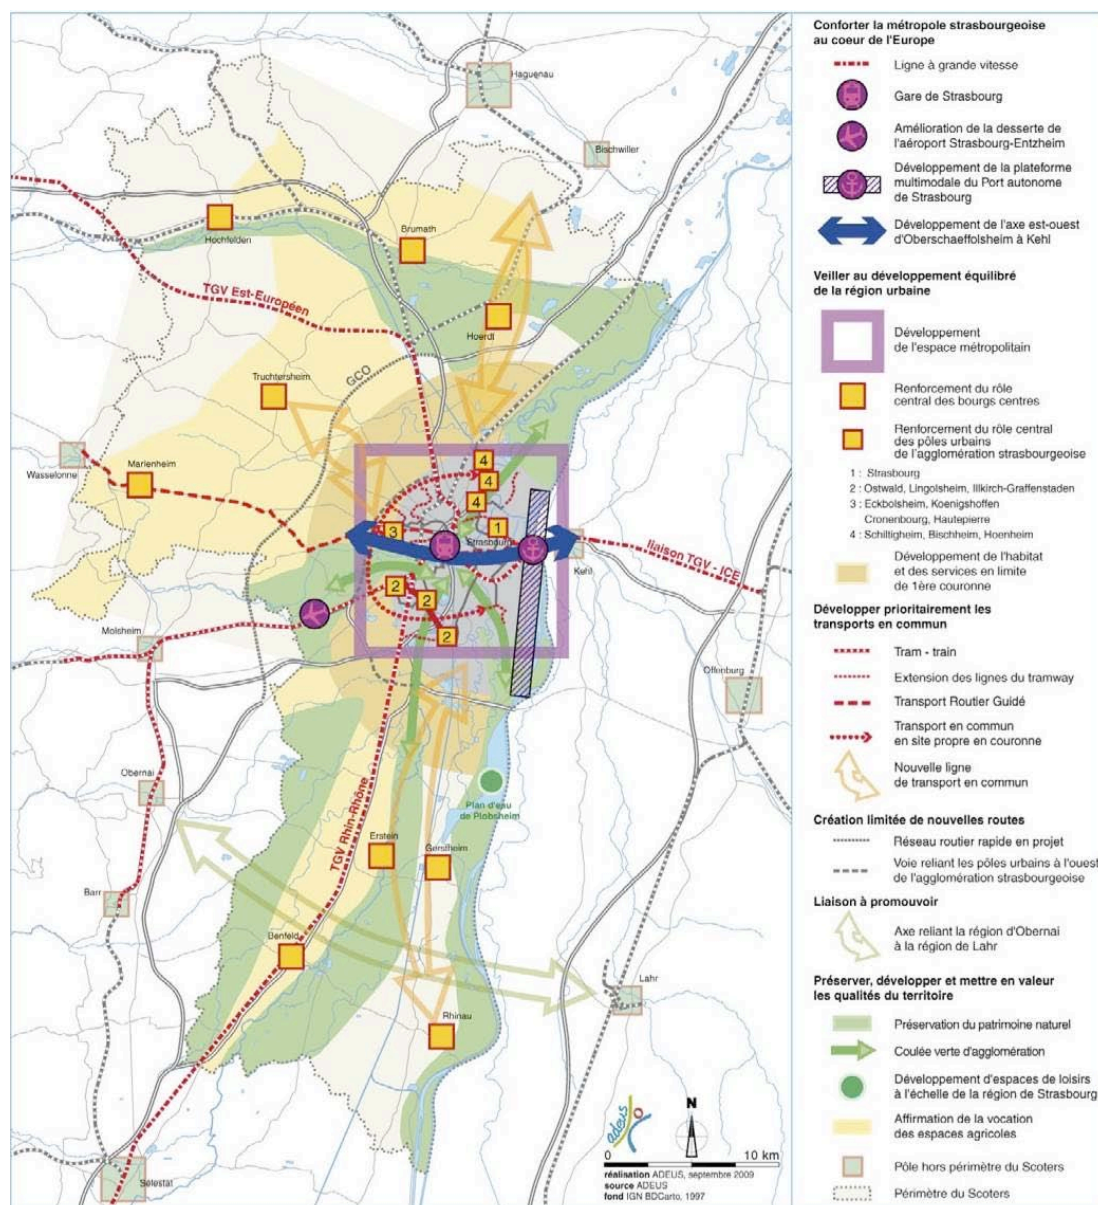 Haguenau
Bischwiller
Hochfelden
Brumath
TGV Est-Européen
Hoerdt
GCO
Truchtersheim
Wasselonne
Marlenheim
4
4
4
3
1
Strasbourg
Kehl
liaison TGV - ICE
2
2
2
Molsheim
Offenburg
Obernai
Plan d'eau
de Plobsheim
TGV Rhin-Rhône
Erstein
Gerstheim
Barr
Benfeld
Lahr
Rhinau
Sélestat
adeus
N
0 10 km
réalisation ADEUS, septembre 2009
source ADEUS
fond IGN BDCarto, 1997
Conforter la métropole strasbourgeoise
au coeur de l'Europe
Ligne à grande vitesse
Gare de Strasbourg
Amélioration de la desserte de
l'aéroport Strasbourg-Entzheim
Développement de la plateforme
multimodale du Port autonome
de Strasbourg
Développement de l'axe est-ouest
d'Oberschaeffolsheim à Kehl
Veiller au développement équilibré
de la région urbaine
Développement
de l'espace métropolitain
Renforcement du rôle
central des bourgs centres
Renforcement du rôle central
des pôles urbains
de l'agglomération strasbourgeoise
1 : Strasbourg
2 : Ostwald, Lingolsheim, Illkirch-Graffenstaden
3 : Eckbolsheim, Koenigshoffen
Cronenbourg, Hautepierre
4 : Schiltigheim, Bischheim, Hoenheim
Développement de l'habitat
et des services en limite
de 1ère couronne
Développer prioritairement les
transports en commun
Tram - train
Extension des lignes du tramway
Transport Routier Guidé
Transport en commun
en site propre en couronne
Nouvelle ligne
de transport en commun
Création limitée de nouvelles routes
Réseau routier rapide en projet
Voie reliant les pôles urbains à l'ouest
de l'agglomération strasbourgeoise
Liaison à promouvoir
Axe reliant la région d'Obernai
à la région de Lahr
Préserver, développer et mettre en valeur
les qualités du territoire
Préservation du patrimoine naturel
Coulée verte d'agglomération
Développement d'espaces de loisirs
à l'échelle de la région de Strasbourg
Affirmation de la vocation
des espaces agricoles
Pôle hors périmètre du Scoters
Périmètre du Scoters